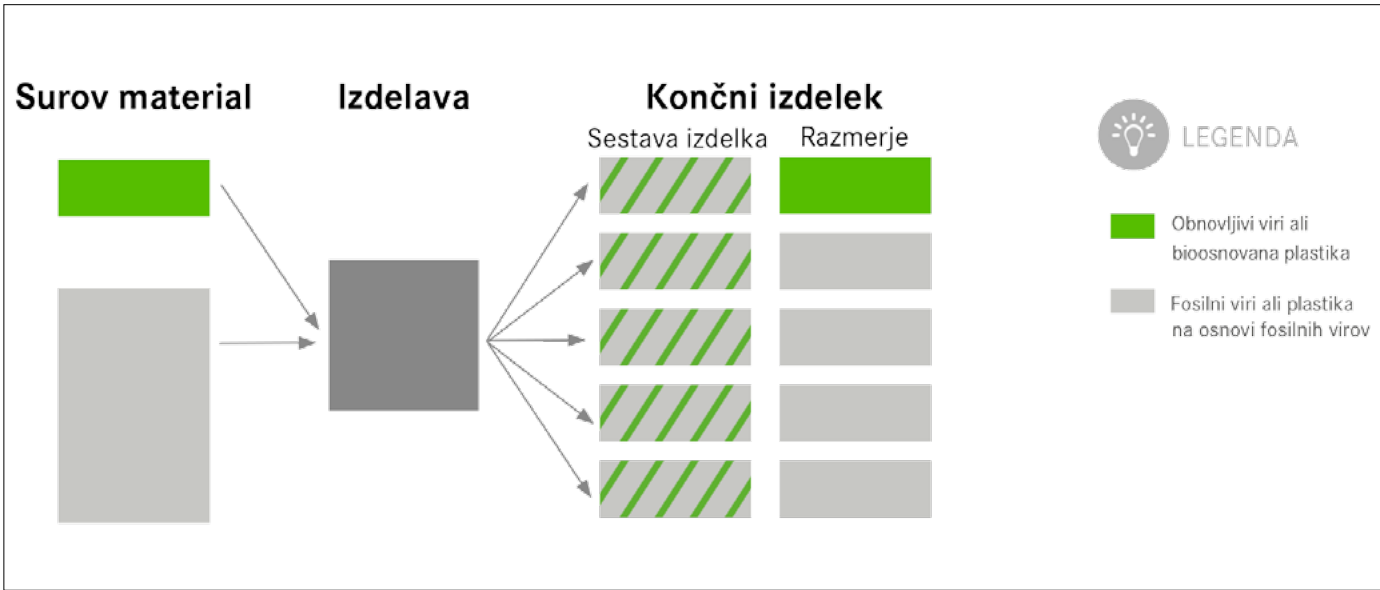 Surov material
Izdelava
Končni izdelek
Sestava izdelka
Razmerje
LEGENDA
Obnovljivi viri ali
bioosnovana plastika
Fosilni viri ali plastika
na osnovi fosilnih virov